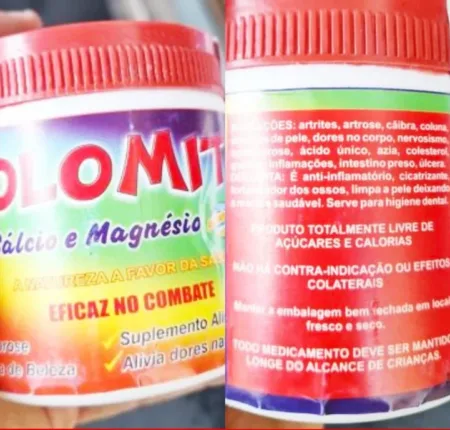 OLOMIT
álcio e Magnésio
A NATUREZA A FAVOR DA SA
EFICAZ NO COMBATE
Suplemento Ali
rose
Alivia dores na
e de Beleza
artrites, artrose, cãibra, coluna,
de pele, dores no corpo, nervosismo,
ácido único, azia, colesterol,
inflamações, intestino preso, úlcera.
É anti-inflamatório, cicatrizante,
dor dos ossos, limpa a pele deixando
saudável. Serve para higiene dental.
PRODUTO TOTALMENTE LIVRE DE
AÇÚCARES E CALORIAS
NÃO HÁ CONTRA-INDICAÇÃO OU EFEITOS
COLATERAIS
Manter a embalagem bem fechada em local
fresco e seco.
TODO MEDICAMENTO DEVE SER MANTIDO
LONGE DO ALCANCE DE CRIANÇAS.